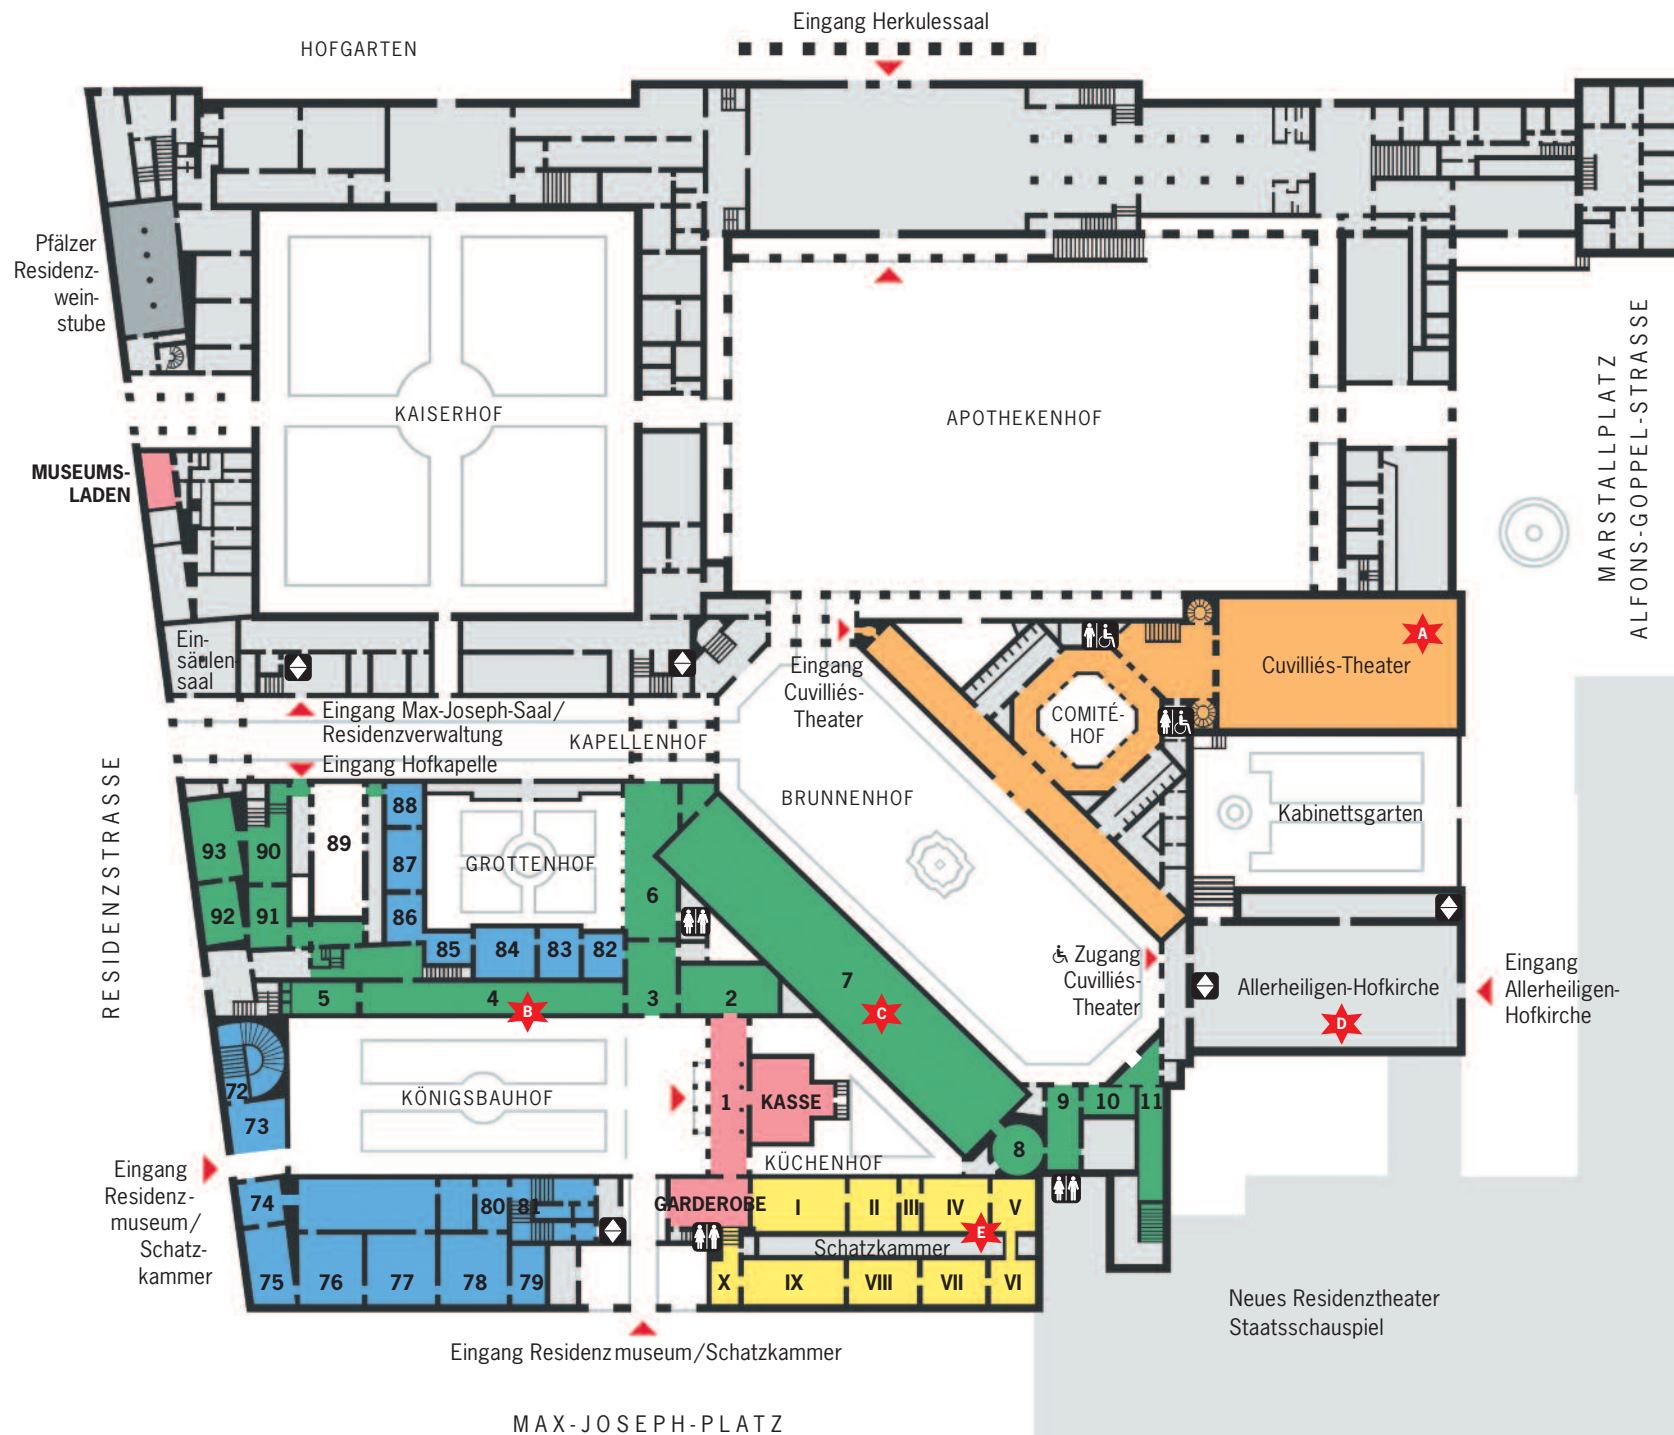 Eingang Herkulessaal
HOFGARTEN
Pfälzer
Residenz-
wein-
stube
KAISERHOF
APOTHEKENHOF
MARSTALLPLATZ
ALFONS-GOPPEL-STRASSE
MUSEUMS-
LADEN
Ein-
säulen-
saal
Eingang
Cuvilliés-
Theater
A
Cuvilliés-Theater
COMITÉ-
HOF
Eingang Max-Joseph-Saal/
Residenzverwaltung
KAPELLENHOF
Eingang Hofkapelle
RESIDENZSTRASSE
BRUNNENHOF
Kabinettsgarten
GROTTENHOF
93
90
89
88
87
86
92
91
85
84
83
82
6
7
5
4
3
2
B
C
Zugang
Cuvilliés-
Theater
Allerheiligen-Hofkirche
D
Eingang
Allerheiligen-
Hofkirche
72
73
KÖNIGSBAUHOF
1
KASSE
9
10
11
8
KÜCHENHOF
Eingang
Residenz-
museum/
Schatz-
kammer
74
75
76
77
78
79
80
81
GARDEROBE
I
II
III
IV
V
E
Schatzkammer
X
IX
VIII
VII
VI
Neues Residenztheater
Staatsschauspiel
Eingang Residenzmuseum/Schatzkammer
MAX-JOSEPH-PLATZ